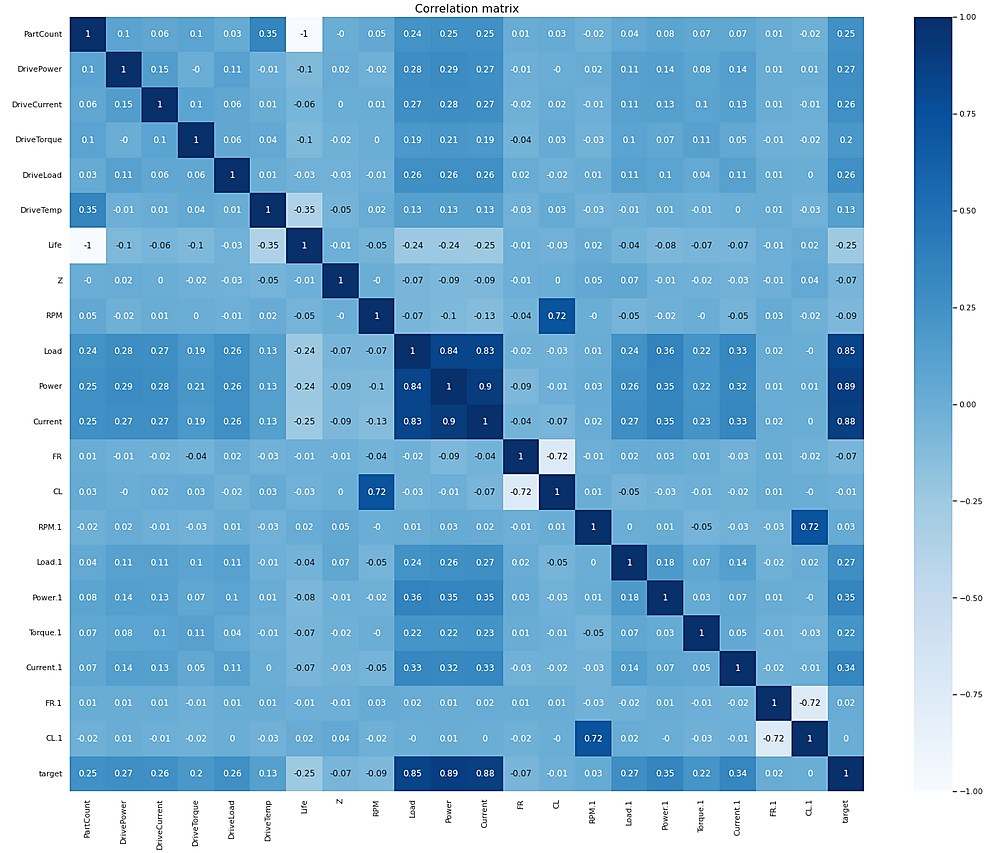 Correlation matrix
PartCount 1 0.1 0.06 0.1 0.03 0.35 -1 -0 0.05 0.24 0.25 0.25 0.01 0.03 -0.02 0.04 0.08 0.07 0.07 0.01 -0.02 0.25
DrivePower 0.1 1 0.15 -0 0.11 -0.01 -0.1 0.02 -0.02 0.28 0.29 0.27 -0.01 -0 0.02 0.11 0.14 0.08 0.14 0.01 0.01 0.27
DriveCurrent 0.06 0.15 1 0.1 0.06 0.01 -0.06 0 0.01 0.27 0.28 0.27 -0.02 0.02 -0.01 0.11 0.13 0.1 0.13 0.01 -0.01 0.26
DriveTorque 0.1 -0 0.1 1 0.06 0.04 -0.1 -0.02 0 0.19 0.21 0.19 -0.04 0.03 -0.03 0.1 0.07 0.11 0.05 -0.01 -0.02 0.2
DriveLoad 0.03 0.11 0.06 0.06 1 0.01 -0.03 -0.03 -0.01 0.26 0.26 0.26 0.02 -0.02 0.01 0.11 0.1 0.04 0.11 0.01 0 0.26
DriveTemp 0.35 -0.01 0.01 0.04 0.01 1 -0.35 -0.05 0.02 0.13 0.13 0.13 -0.03 0.03 -0.03 -0.01 0.01 -0.01 0 0.01 -0.03 0.13
Life -1 -0.1 -0.06 -0.1 -0.03 -0.35 1 -0.01 -0.05 -0.24 -0.24 -0.25 -0.01 -0.03 0.02 -0.04 -0.08 -0.07 -0.07 -0.01 0.02 -0.25
Z -0 0.02 0 -0.02 -0.03 -0.05 -0.01 1 -0 -0.07 -0.09 -0.09 -0.01 0 0.05 0.07 -0.01 -0.02 -0.03 -0.01 0.04 -0.07
RPM 0.05 -0.02 0.01 0 -0.01 0.02 -0.05 -0 1 -0.07 -0.1 -0.13 -0.04 0.72 -0 -0.05 -0.02 -0 -0.05 0.03 -0.02 -0.09
Load 0.24 0.28 0.27 0.19 0.26 0.13 -0.24 -0.07 -0.07 1 0.84 0.83 -0.02 -0.03 0.01 0.24 0.36 0.22 0.33 0.02 -0 0.85
Power 0.25 0.29 0.28 0.21 0.26 0.13 -0.24 -0.09 -0.1 0.84 1 0.9 -0.09 -0.01 0.03 0.26 0.35 0.22 0.32 0.01 0.01 0.89
Current 0.25 0.27 0.27 0.19 0.26 0.13 -0.25 -0.09 -0.13 0.83 0.9 1 -0.04 -0.07 0.02 0.27 0.35 0.23 0.33 0.02 0 0.88
FR 0.01 -0.01 -0.02 -0.04 0.02 -0.03 -0.01 -0.01 -0.04 -0.02 -0.09 -0.04 1 -0.72 -0.01 0.02 0.03 0.01 -0.03 0.01 -0.02 -0.07
CL 0.03 -0 0.02 0.03 -0.02 0.03 -0.03 0 0.72 -0.03 -0.01 -0.07 -0.72 1 0.01 -0.05 -0.03 -0.01 -0.02 0.01 -0 -0.01
RPM.1 -0.02 0.02 -0.01 -0.03 0.01 -0.03 0.02 0.05 -0 0.01 0.03 0.02 -0.01 0.01 1 0 0.01 -0.05 -0.03 -0.03 0.72 0.03
Load.1 0.04 0.11 0.11 0.1 0.11 -0.01 -0.04 0.07 -0.05 0.24 0.26 0.27 0.02 -0.05 0 1 0.18 0.07 0.14 -0.02 0.02 0.27
Power.1 0.08 0.14 0.13 0.07 0.1 0.01 -0.08 -0.01 -0.02 0.36 0.35 0.35 0.03 -0.03 0.01 0.18 1 0.03 0.07 0.01 -0 0.35
Torque.1 0.07 0.08 0.1 0.11 0.04 -0.01 -0.07 -0.02 -0 0.22 0.22 0.23 0.01 -0.01 -0.05 0.07 0.03 1 0.05 -0.01 -0.03 0.22
Current.1 0.07 0.14 0.13 0.05 0.11 0 -0.07 -0.03 -0.05 0.33 0.32 0.33 -0.03 -0.02 -0.03 0.14 0.07 0.05 1 -0.02 -0.01 0.34
FR.1 0.01 0.01 0.01 -0.01 0.01 0.01 -0.01 -0.01 0.03 0.02 0.01 0.02 0.01 0.01 -0.03 -0.02 0.01 -0.01 -0.02 1 -0.72 0.02
CL.1 -0.02 0.01 -0.01 -0.02 0 -0.03 0.02 0.04 -0.02 -0 0.01 0 -0.02 -0 0.72 0.02 -0 -0.03 -0.01 -0.72 1 0
target 0.25 0.27 0.26 0.2 0.26 0.13 -0.25 -0.07 -0.09 0.85 0.89 0.88 -0.07 -0.01 0.03 0.27 0.35 0.22 0.34 0.02 0 1
PartCount DrivePower DriveCurrent DriveTorque DriveLoad DriveTemp Life Z RPM Load Power Current FR CL RPM.1 Load.1 Power.1 Torque.1 Current.1 FR.1 CL.1 target
1.00
0.75
0.50
0.25
0.00
−0.25
−0.50
−0.75
−1.00